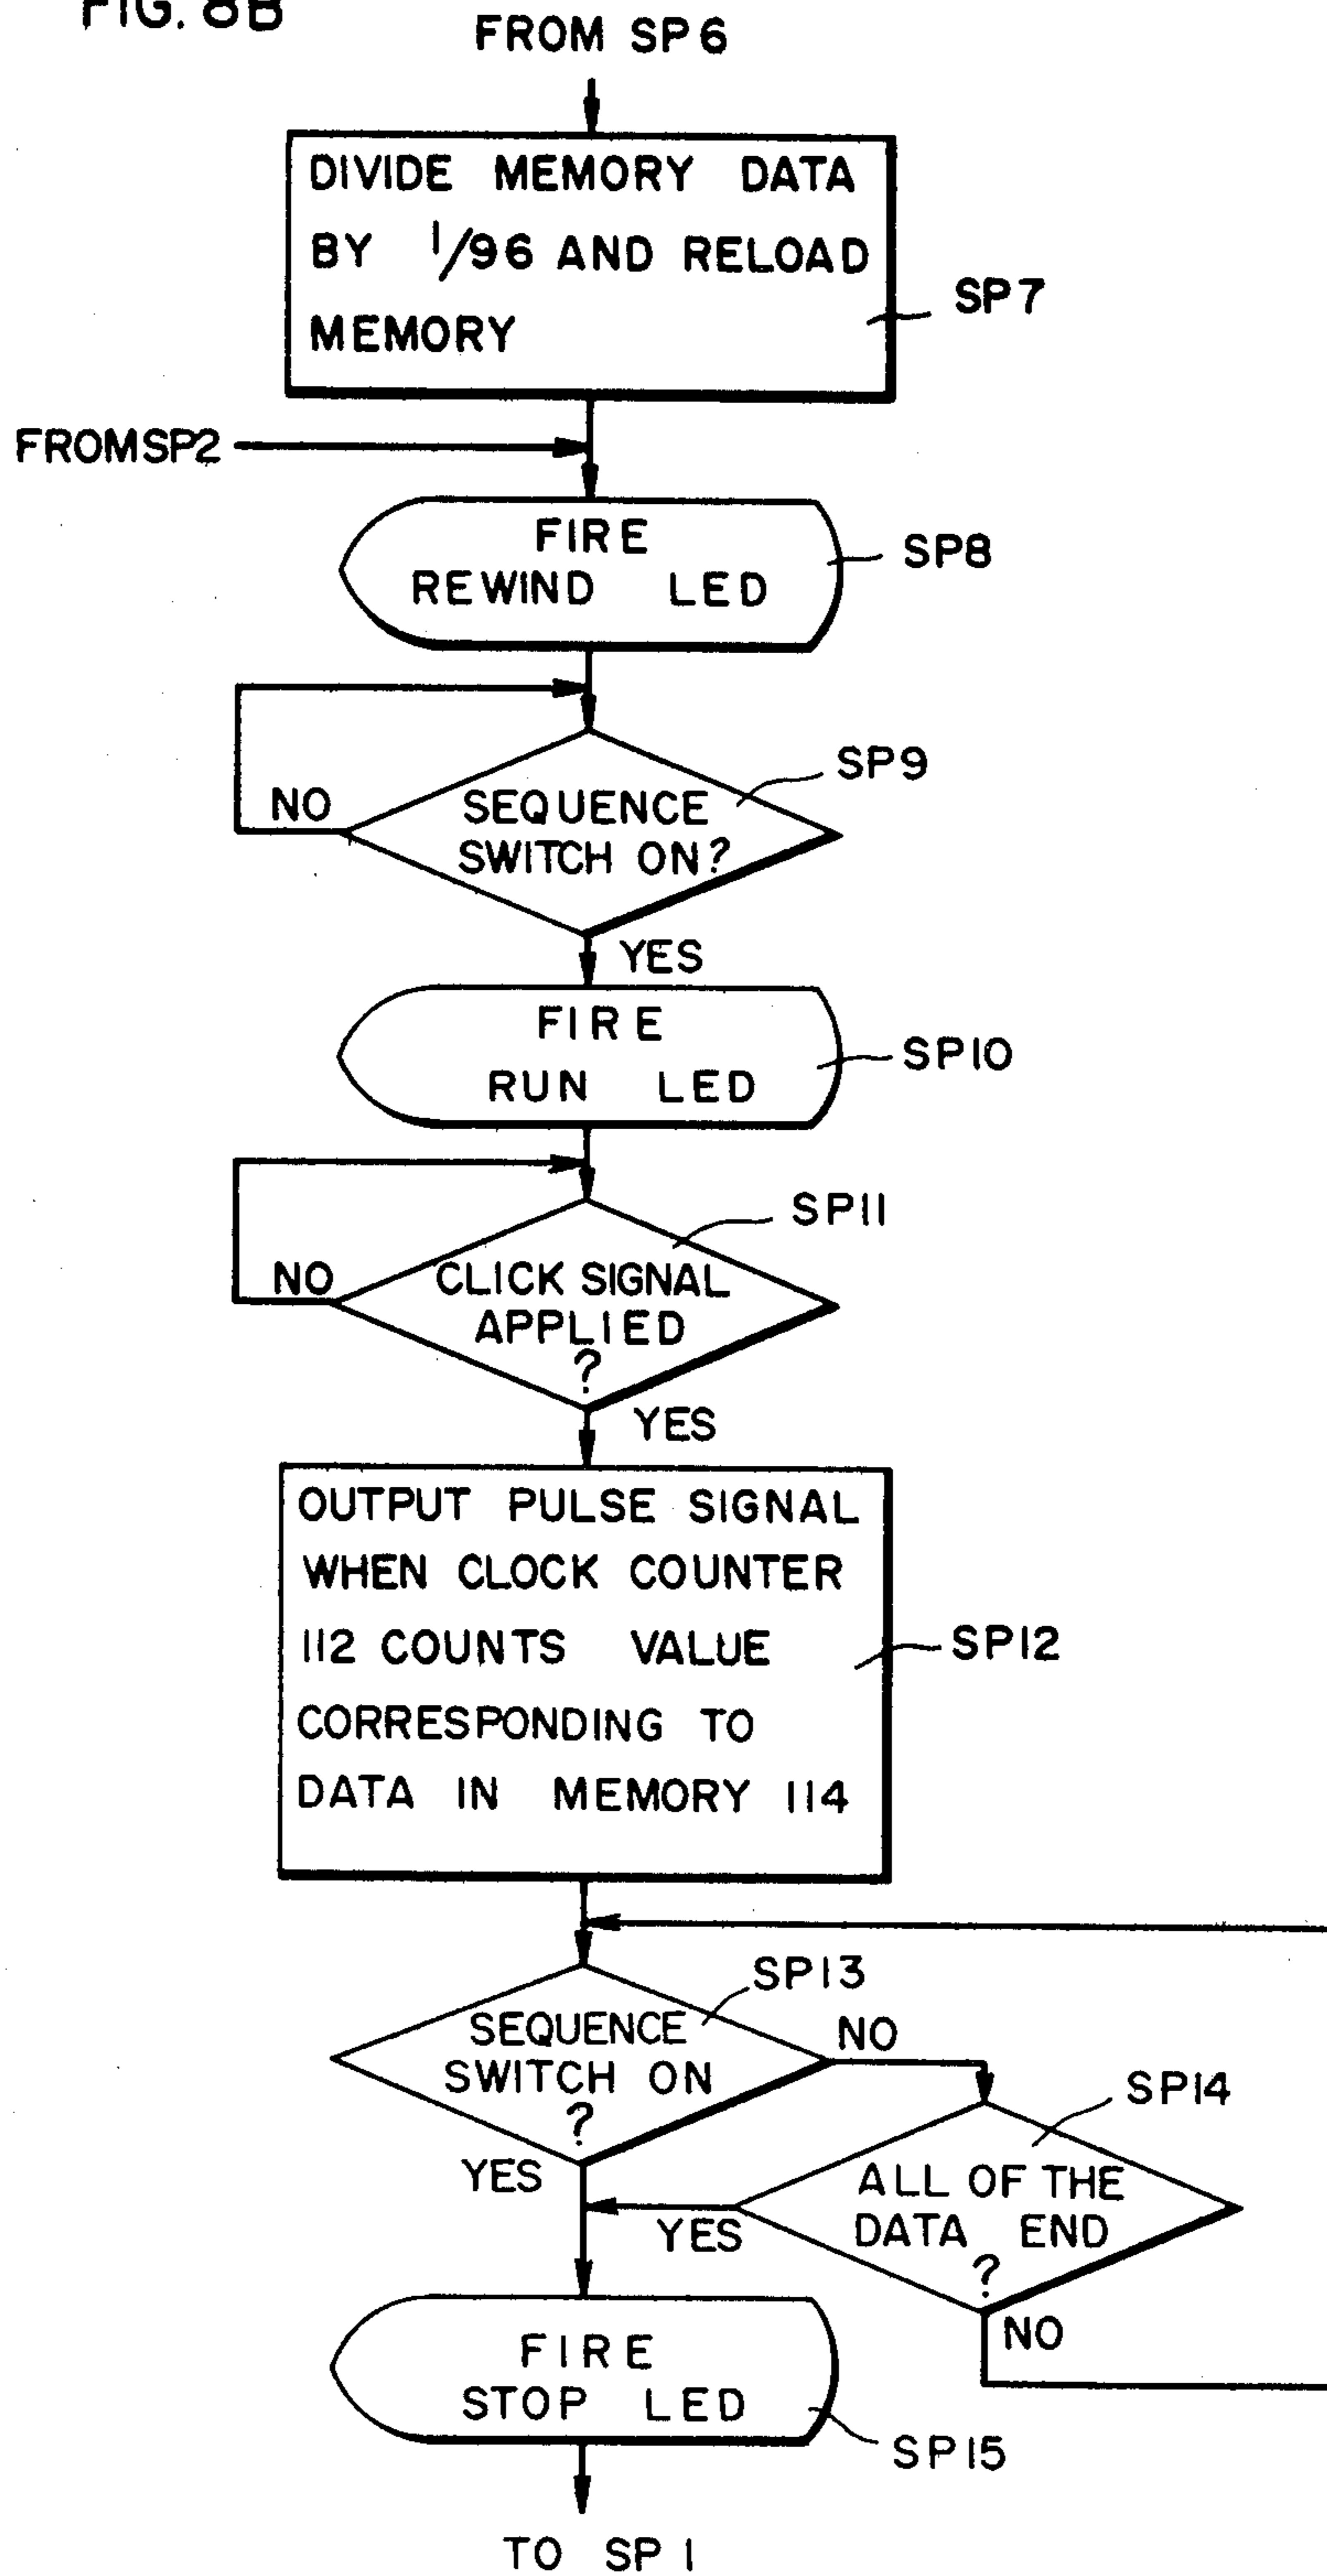 FIG. 8B
FROM SP6
DIVIDE MEMORY DATA
BY 1/96 AND RELOAD
MEMORY
SP7
FROM SP2
FIRE
REWIND LED
SP8
SP9
NO
SEQUENCE
SWITCH ON?
YES
FIRE
RUN LED
SP10
SP11
NO
CLICK SIGNAL
APPLIED
?
YES
OUTPUT PULSE SIGNAL
WHEN CLOCK COUNTER
112 COUNTS VALUE
CORRESPONDING TO
DATA IN MEMORY 114
SP12
SP13
SEQUENCE
SWITCH ON
?
NO
YES
SP14
ALL OF THE
DATA END
?
YES
NO
FIRE
STOP LED
SP15
TO SP1